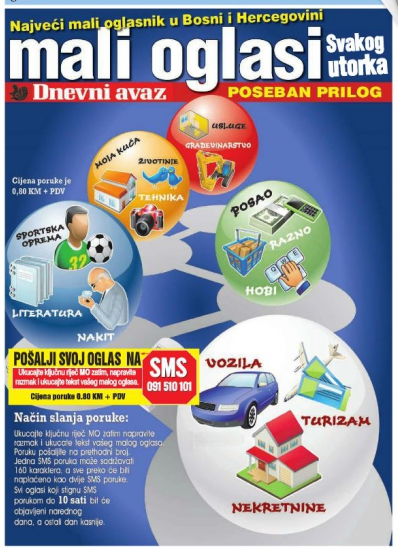 Najveći mali oglasnik u Bosni i Hercegovini
mali oglasi
Svakog
utorka
Dnevni avaz
POSEBAN PRILOG
USLUGE
GRAĐEVINARSTVO
MOJA KUĆA
ŽIVOTINJE
TEHNIKA
Cijena poruke je
0,80 KM + PDV
POSAO
RAZNO
HOBI
SPORTSKA
OPREMA
32
LITERATURA
NAKIT
POŠALJI SVOJ OGLAS NA
Ukucajte ključnu riječ MO zatim, napravite
razmak i ukucajte tekst vašeg malog oglasa.
Cijena poruke 0.80 KM + PDV
SMS
091 510 101
VOZILA
TURIZAM
NEKRETNINE
Način slanja poruke:
Ukucajte ključnu riječ MO zatim napravite
razmak i ukucate tekst vašeg malog oglasa.
Poruku pošaljite na prethodni broj.
Jedna SMS poruka može sadržavati
160 karaktera, a sve preko će biti
naplaćeno kao dvije SMS poruke.
Svi oglasi koji stignu SMS
porukom do 10 sati bit će
objavljeni narednog
dana, a ostali dan kasnije.